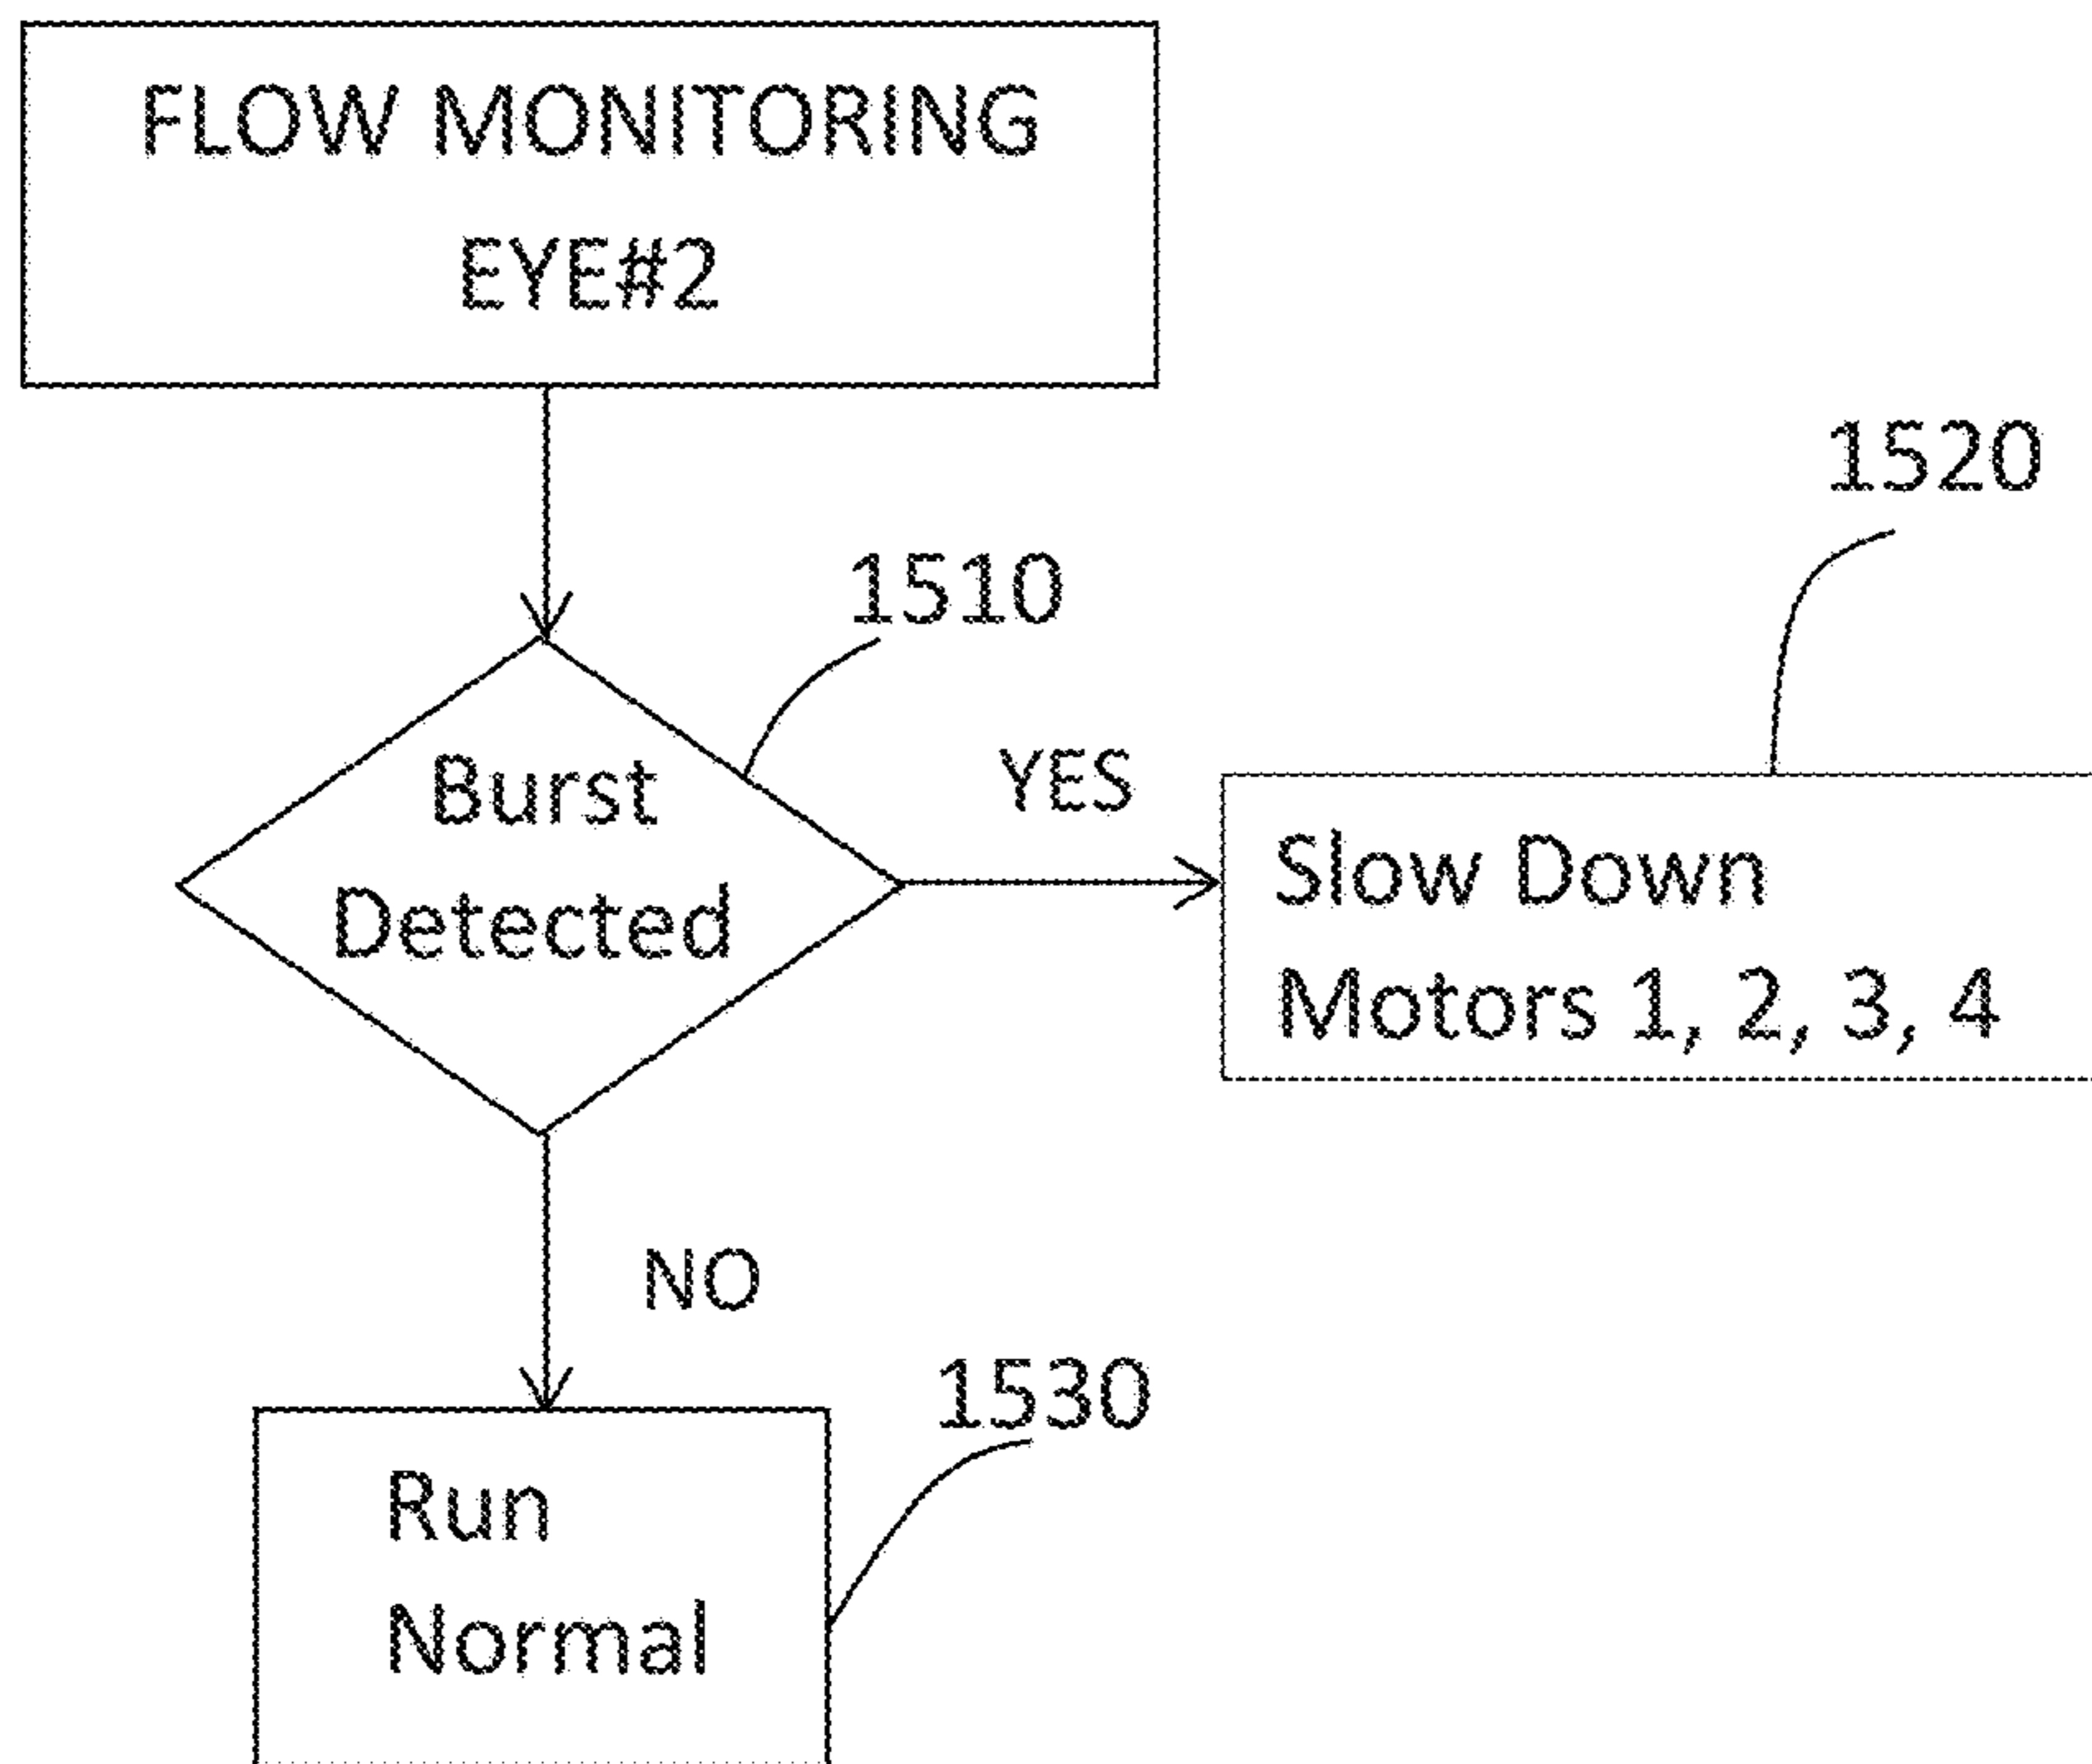 FLOW MONITORING
EYE#2
1520
1510
Burst
Detected
YES
Slow Down
Motors 1, 2, 3, 4
NO
1530
Run
Normal